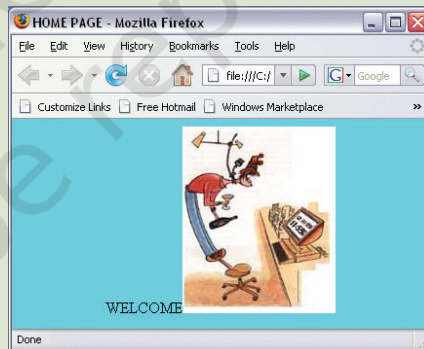 HOME PAGE - Mozilla Firefox
File Edit View History Bookmarks Tools Help
file:///C:/ G Google
Customize Links Free Hotmail Windows Marketplace »
WELCOME
Done